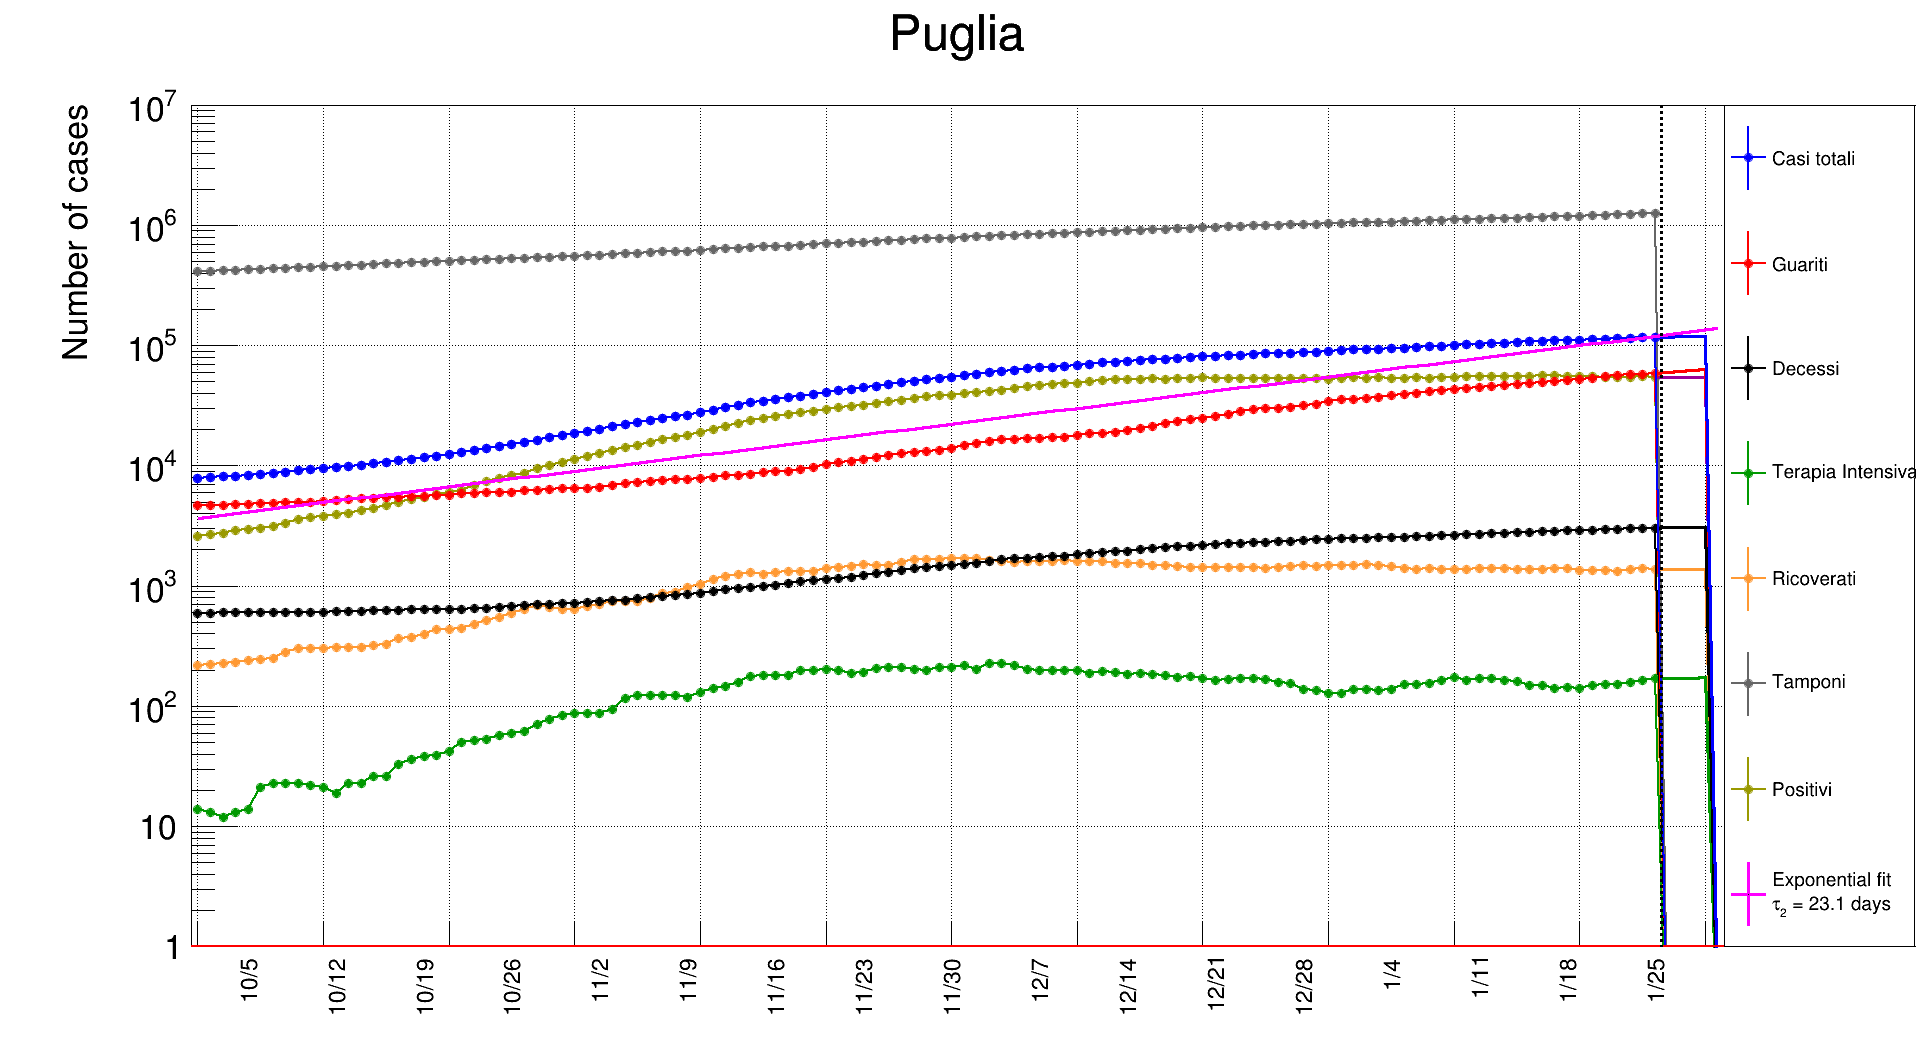 Puglia
Number of cases
10^7
10^6
10^5
10^4
10^3
10^2
10
1
10/5
10/12
10/19
10/26
11/2
11/9
11/16
11/23
11/30
12/7
12/14
12/21
12/28
1/4
1/11
1/18
1/25
Casi totali
Guariti
Decessi
Terapia Intensiva
Ricoverati
Tamponi
Positivi
Exponential fit
τ₂ = 23.1 days